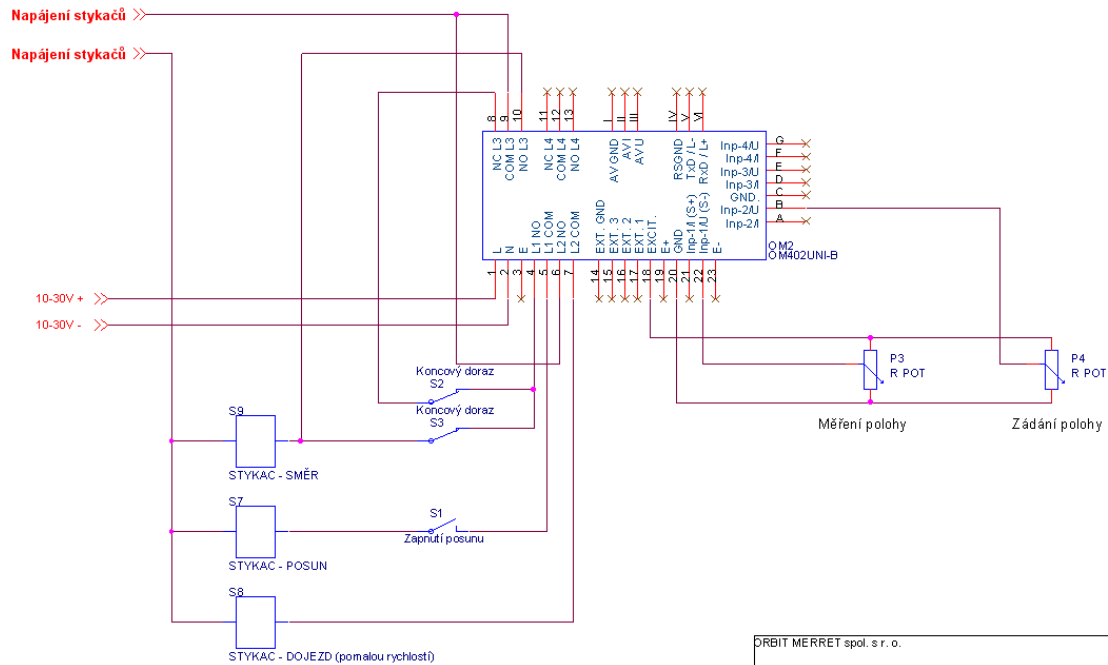 Napájení stykačů
Napájení stykačů
8
9
10
11
12
13
I
II
III
IV
V
VI
NC L3
COM L3
NO L3
NC L4
COM L4
NO L4
AV GND
AVI
AVU
RSGND
TxD / L-
RxD / L+
Inp-4/U G
Inp-4/I F
Inp-3/U E
Inp-3/I D
GND. C
Inp-2/U B
Inp-2/I A
L
N
E
L1 NO
L1 COM
L2 NO
L2 COM
EXT. GND
EXT. 3
EXT. 2
EXT. 1
EXCIT.
E+
GND
Inp-1/I (S+)
Inp-1/U (S-)
E-
OM2
OM402UNI-B
1
2
3
4
5
6
7
14
15
16
17
18
19
20
21
22
23
10-30V +
10-30V -
P3
R POT
P4
R POT
Měření polohy
Zádání polohy
Koncový doraz
S2
Koncový doraz
S3
S9
STYKAC - SMĚR
S7
S1
Zapnutí posunu
STYKAC - POSUN
S8
STYKAC - DOJEZD (pomalou rychlostí)
ORBIT MERRET spol. s r. o.